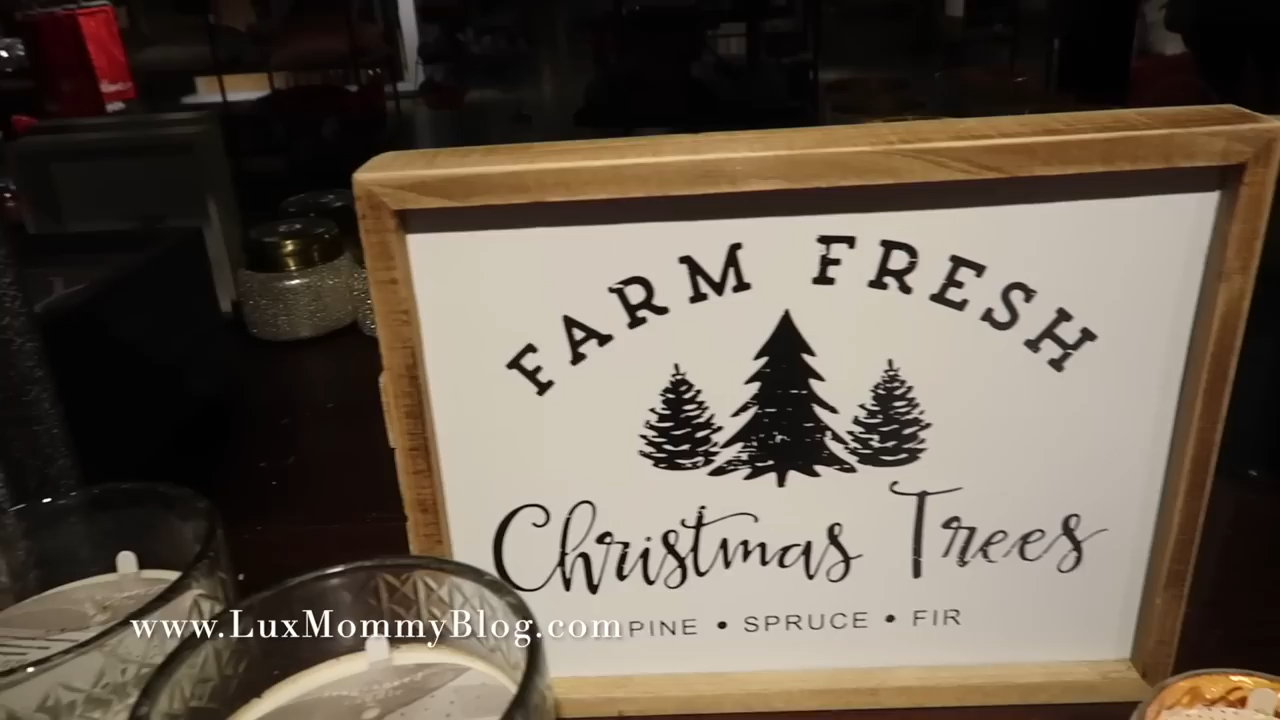 FARM FRESH
Christmas Trees
PINE • SPRUCE • FIR
www.LuxMommyBlog.com